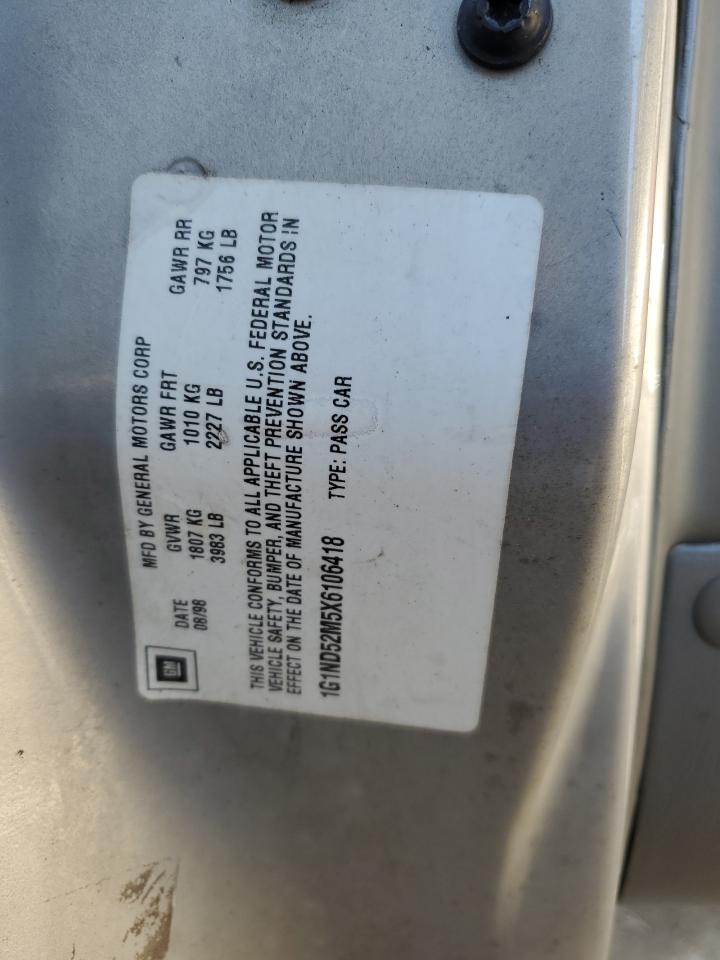 GM
MFD BY GENERAL MOTORS CORP
DATE GVWR GAWR FRT GAWR RR
08/98 1807 KG 1010 KG 797 KG
3983 LB 2227 LB 1756 LB
THIS VEHICLE CONFORMS TO ALL APPLICABLE U.S. FEDERAL MOTOR
VEHICLE SAFETY, BUMPER, AND THEFT PREVENTION STANDARDS IN
EFFECT ON THE DATE OF MANUFACTURE SHOWN ABOVE.
1G1ND52M5X6106418 TYPE: PASS CAR